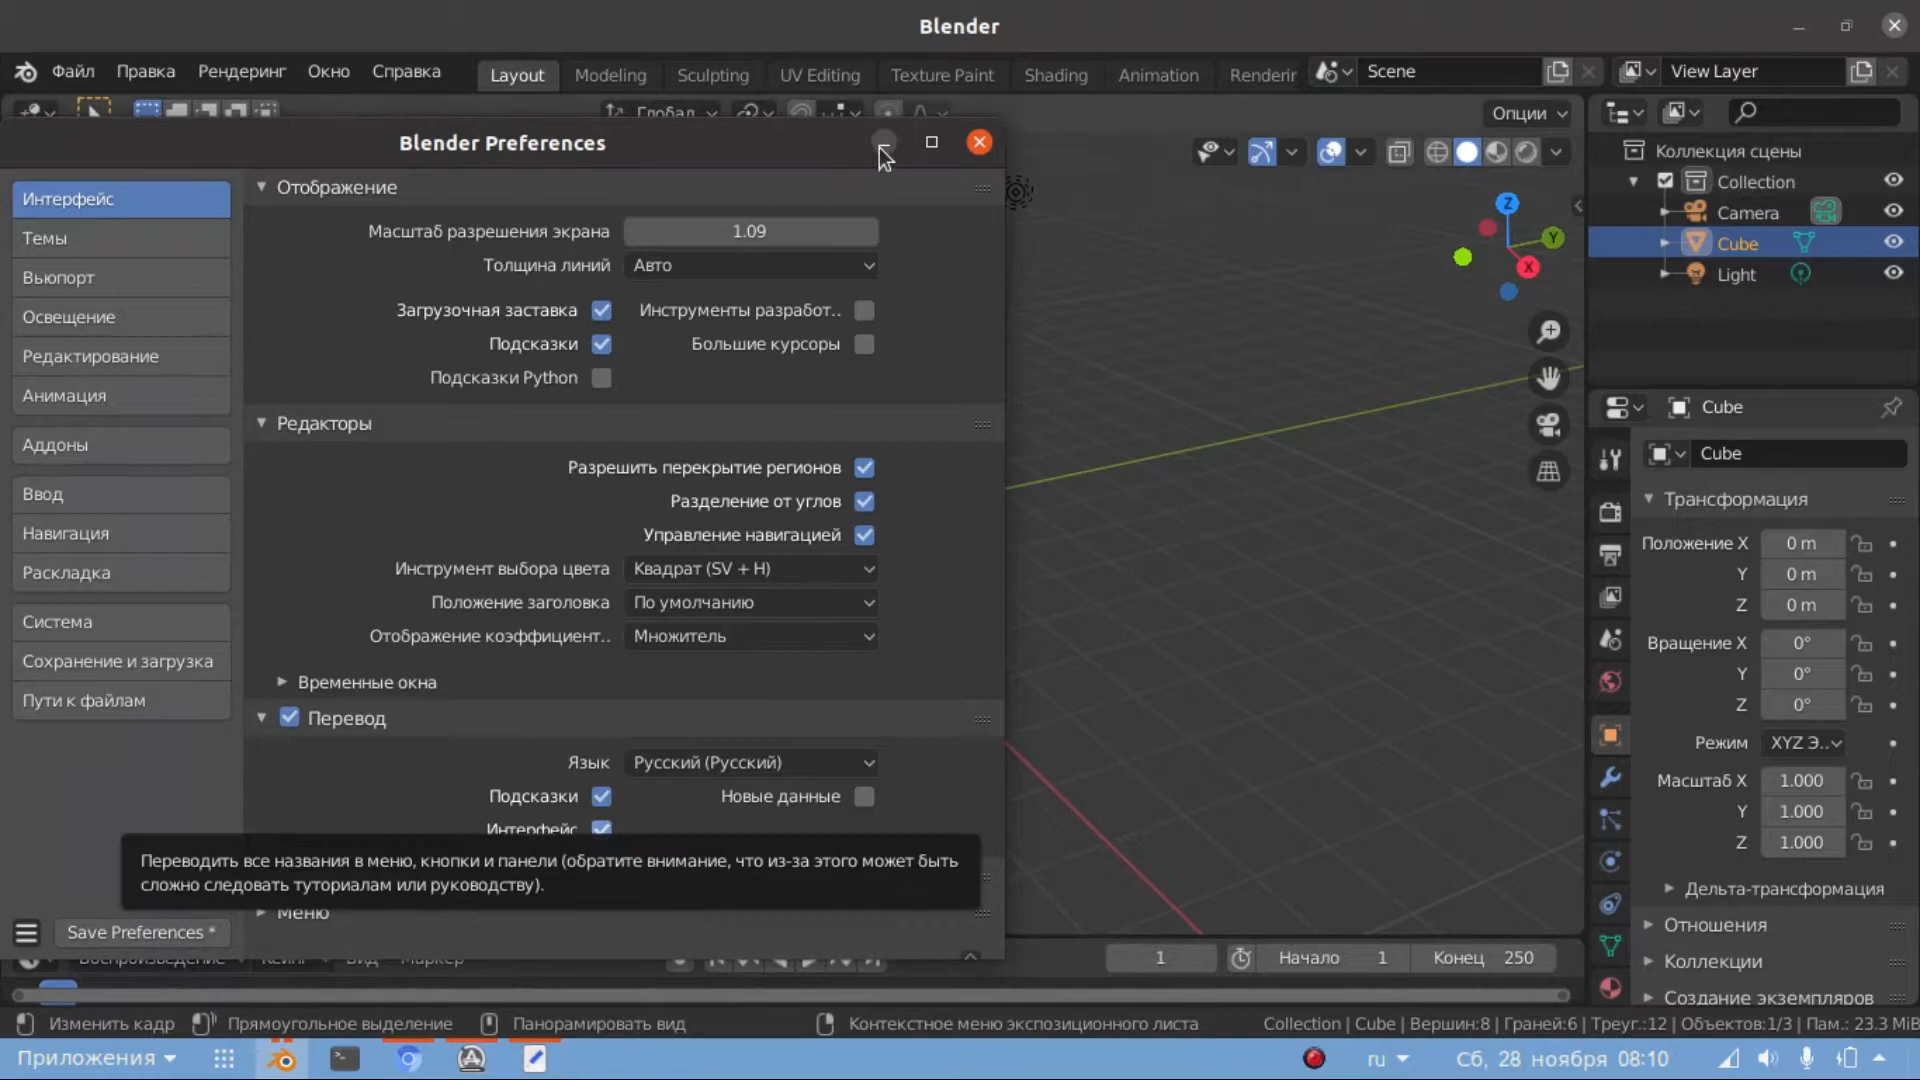 Blender
Файл Правка Рендеринг Окно Справка Layout Modeling Sculpting UV Editing Texture Paint Shading Animation Renderin Scene View Layer
Глобал Опции
Blender Preferences
Интерфейс
Темы
Вьюпорт
Освещение
Редактирование
Анимация
Аддоны
Ввод
Навигация
Раскладка
Система
Сохранение и загрузка
Пути к файлам
Save Preferences *
Отображение
Масштаб разрешения экрана 1.09
Толщина линий Авто
Загрузочная заставка Инструменты разработ..
Подсказки Большие курсоры
Подсказки Python
Редакторы
Разрешить перекрытие регионов
Разделение от углов
Управление навигацией
Инструмент выбора цвета Квадрат (SV + H)
Положение заголовка По умолчанию
Отображение коэффициент.. Множитель
Временные окна
Перевод
Язык Русский (Русский)
Подсказки Новые данные
Интерфейс
Переводить все названия в меню, кнопки и панели (обратите внимание, что из-за этого может быть
сложно следовать туториалам или руководству).
Меню
Z
Y
X
Коллекция сцены
Collection
Camera
Cube
Light
Cube
Cube
Трансформация
Положение X 0 m
Y 0 m
Z 0 m
Вращение X 0°
Y 0°
Z 0°
Режим XYZ Э..
Масштаб X 1.000
Y 1.000
Z 1.000
Дельта-трансформация
Отношения
Коллекции
Создание экземпляров
Воспроизведение Кеинг Вид Маркер 1 Начало 1 Конец 250
Изменить кадр Прямоугольное выделение Панорамировать вид Контекстное меню экспозиционного листа Collection | Cube | Вершин:8 | Граней:6 | Треуг.:12 | Объектов:1/3 | Пам.: 23.3 MiB
Приложения ru Сб, 28 ноября 08:10